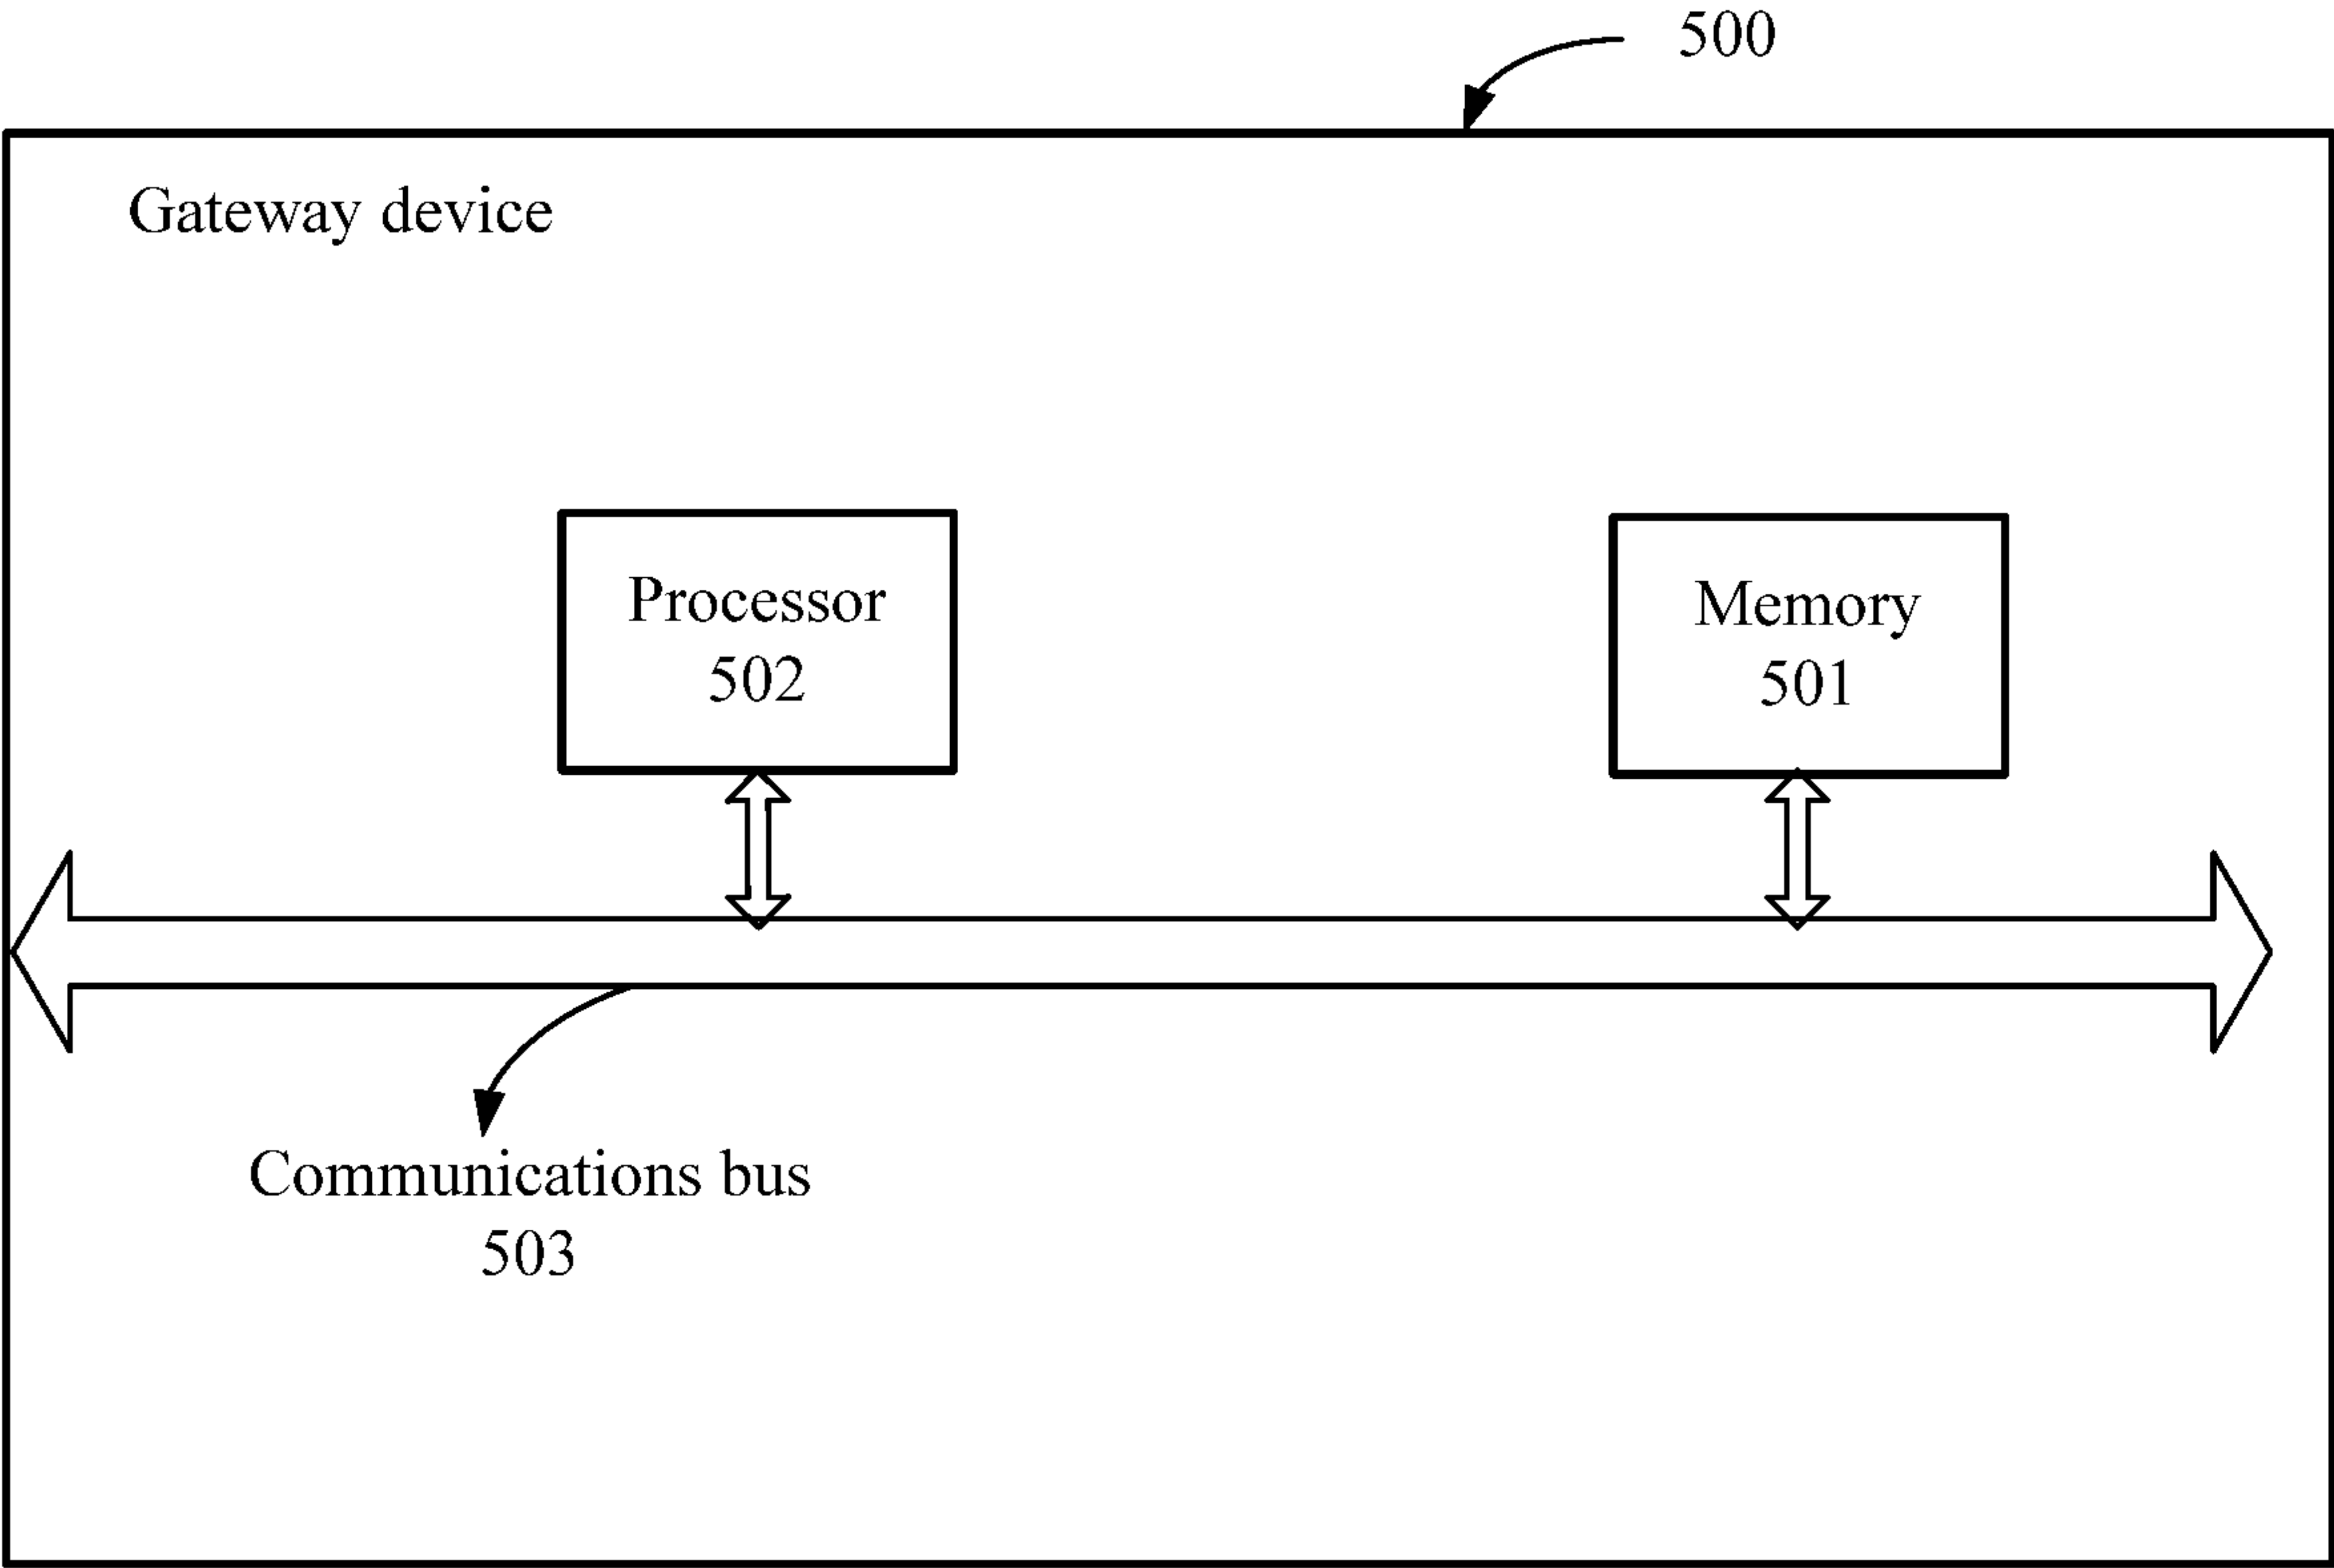 500
Gateway device
Processor
502
Memory
501
Communications bus
503